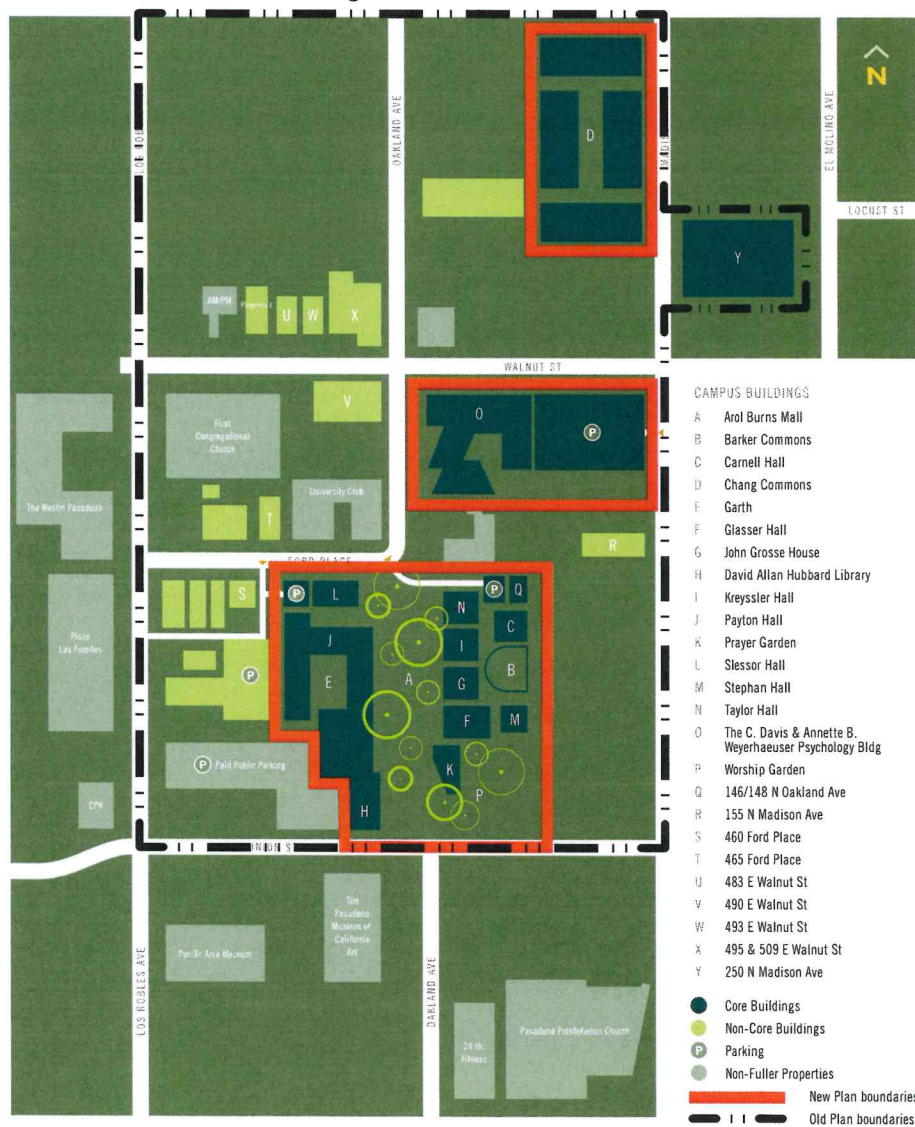 OAKLAND AVE
D
EL MOLINO AVE
N
LOCUST ST
Y
AM/PM
U
W
X
WALNUT ST
V
O
P
First
Congregational
Church
University Club
The Westin Pasadena
T
R
FORD PLACE
S
P
L
P
Q
N
C
J
I
B
E
A
G
Plaza
Las Fuentes
P
F
M
P Paid Public Parking
K
P
H
CPK
UNION ST
LOS ROBLES AVE
OAKLAND AVE
The
Pasadena
Museum of
California
Art
Pacific Asia Museum
24 Hr.
Fitness
Pasadena Presbyterian Church
CAMPUS BUILDINGS
A Arol Burns Mall
B Barker Commons
C Carnell Hall
D Chang Commons
E Garth
F Glasser Hall
G John Grosse House
H David Allan Hubbard Library
I Kreyssler Hall
J Payton Hall
K Prayer Garden
L Slessor Hall
M Stephan Hall
N Taylor Hall
O The C. Davis & Annette B.
Weyerhaeuser Psychology Bldg
P Worship Garden
Q 146/148 N Oakland Ave
R 155 N Madison Ave
S 460 Ford Place
T 465 Ford Place
U 483 E Walnut St
V 490 E Walnut St
W 493 E Walnut St
X 495 & 509 E Walnut St
Y 250 N Madison Ave
Core Buildings
Non-Core Buildings
P Parking
Non-Fuller Properties
New Plan boundaries
Old Plan boundaries